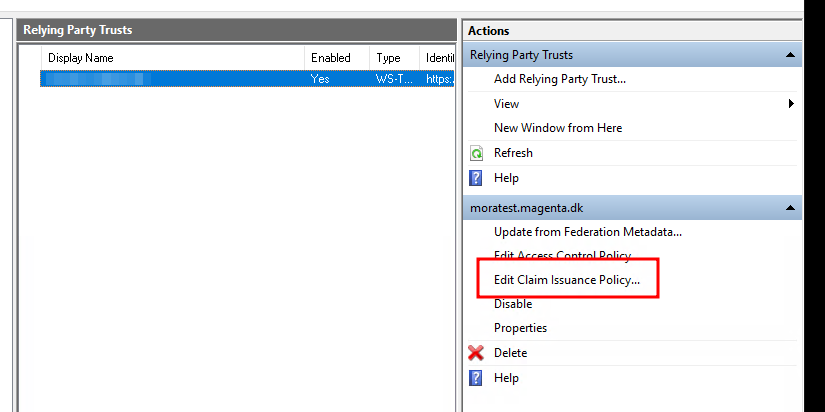 Relying Party Trusts
Display Name Enabled Type Identif
Yes WS-T... https:
Actions
Relying Party Trusts
Add Relying Party Trust...
View
New Window from Here
Refresh
Help
moratest.magenta.dk
Update from Federation Metadata...
Edit Access Control Policy
Edit Claim Issuance Policy...
Disable
Properties
Delete
Help